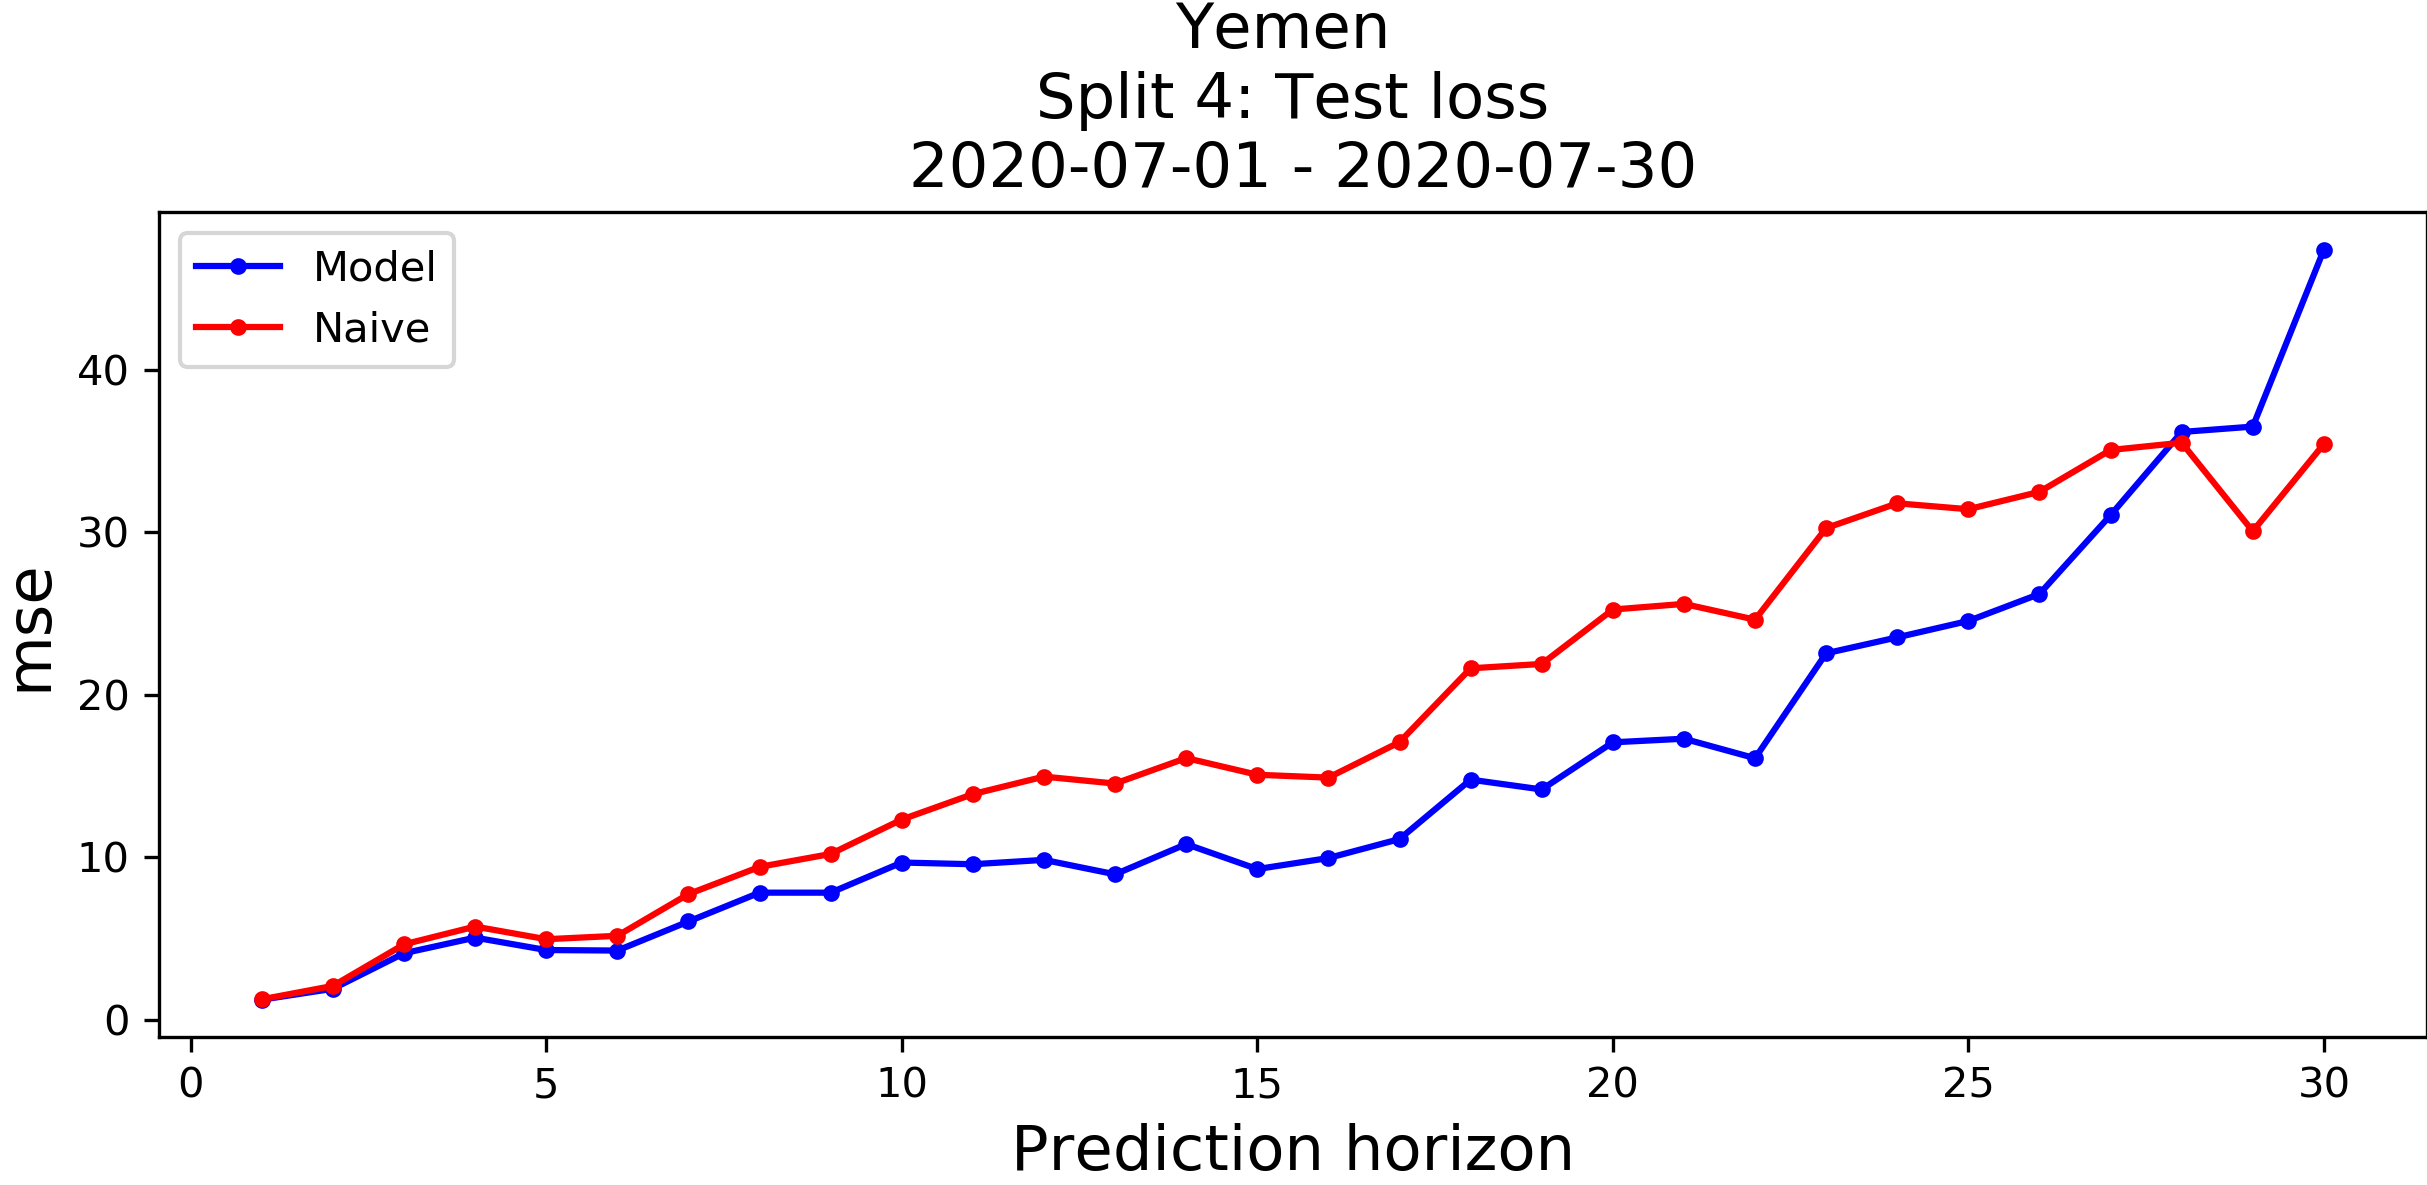 Yemen
Split 4: Test loss
2020-07-01 - 2020-07-30
Model
Naive
40
30
20
10
0
mse
0 5 10 15 20 25 30
Prediction horizon